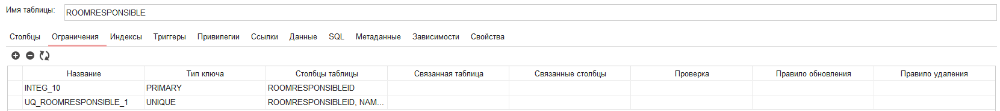 Имя таблицы: ROOMRESPONSIBLE
Столбцы Ограничения Индексы Триггеры Привилегии Ссылки Данные SQL Метаданные Зависимости Свойства
Название Тип ключа Столбцы таблицы Связанная таблица Связанные столбцы Проверка Правило обновления Правило удаления
INTEG_10 PRIMARY ROOMRESPONSIBLEID
UQ_ROOMRESPONSIBLE_1 UNIQUE ROOMRESPONSIBLEID, NAM...